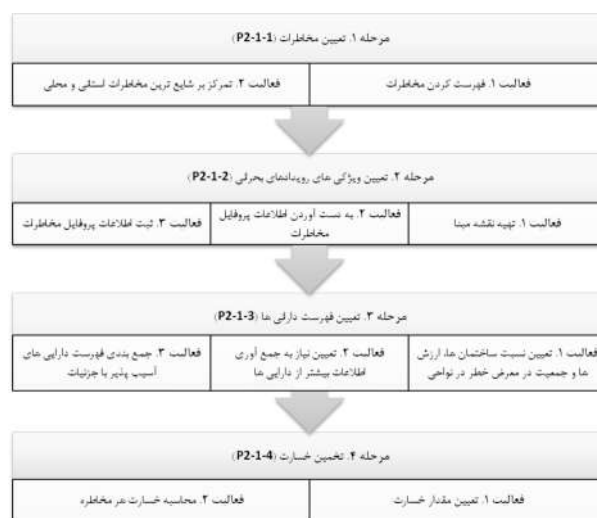 مرحله ۱. تعیین مخاطرات (P2-1-1)
فعالیت ۱. فهرست کردن مخاطرات
فعالیت ۲. تمرکز بر شایع ترین مخاطرات استانی و محلی
مرحله ۲. تعیین ویژگی های رویدادهای بحرانی (P2-1-2)
فعالیت ۱. تهیه نقشه مبنا
فعالیت ۲. به دست آوردن اطلاعات پروفایل
مخاطرات
فعالیت ۳. ثبت اطلاعات پروفایل مخاطرات
مرحله ۳. تعیین فهرست دارائی ها (P2-1-3)
فعالیت ۱. تعیین نسبت ساختمان ها، ارزش
ها و جمعیت در معرض خطر در نواحی
فعالیت ۲. تعیین نیاز به جمع آوری
اطلاعات بیشتر از دارایی ها
فعالیت ۳. جمع بندی فهرست دارایی های
آسیب پذیر با جزئیات
مرحله ۴. تخمین خسارت (P2-1-4)
فعالیت ۱. تعیین مقدار خسارت
فعالیت ۲. محاسبه خسارت هر مخاطره